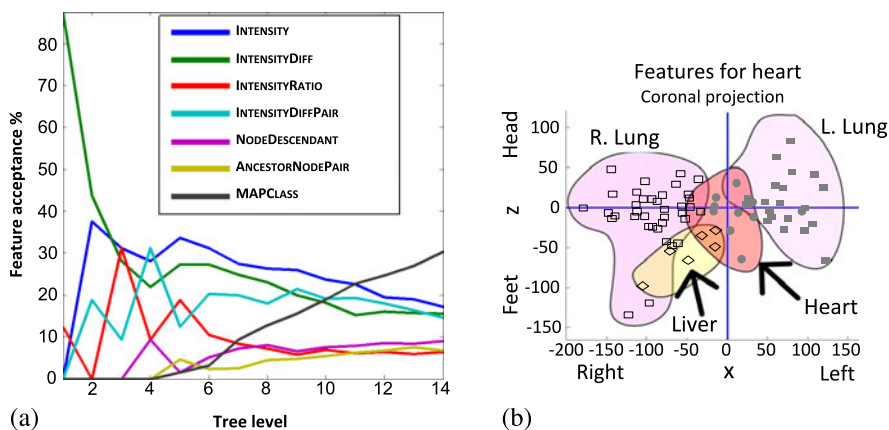 Feature acceptance %
80
70
60
50
40
30
20
10
0
2
4
6
8
10
12
14
Tree level
INTENSITY
INTENSITYDIFF
INTENSITYRATIO
INTENSITYDIFFPAIR
NODEDESCENDANT
ANCESTORNODEPAIR
MAPCLASS
(a)
Features for heart
Coronal projection
R. Lung
L. Lung
Head
Z
Feet
100
50
0
-50
-100
-150
Liver
Heart
-200 -150 -100 -50 0 50 100 150
Right X Left
(b)